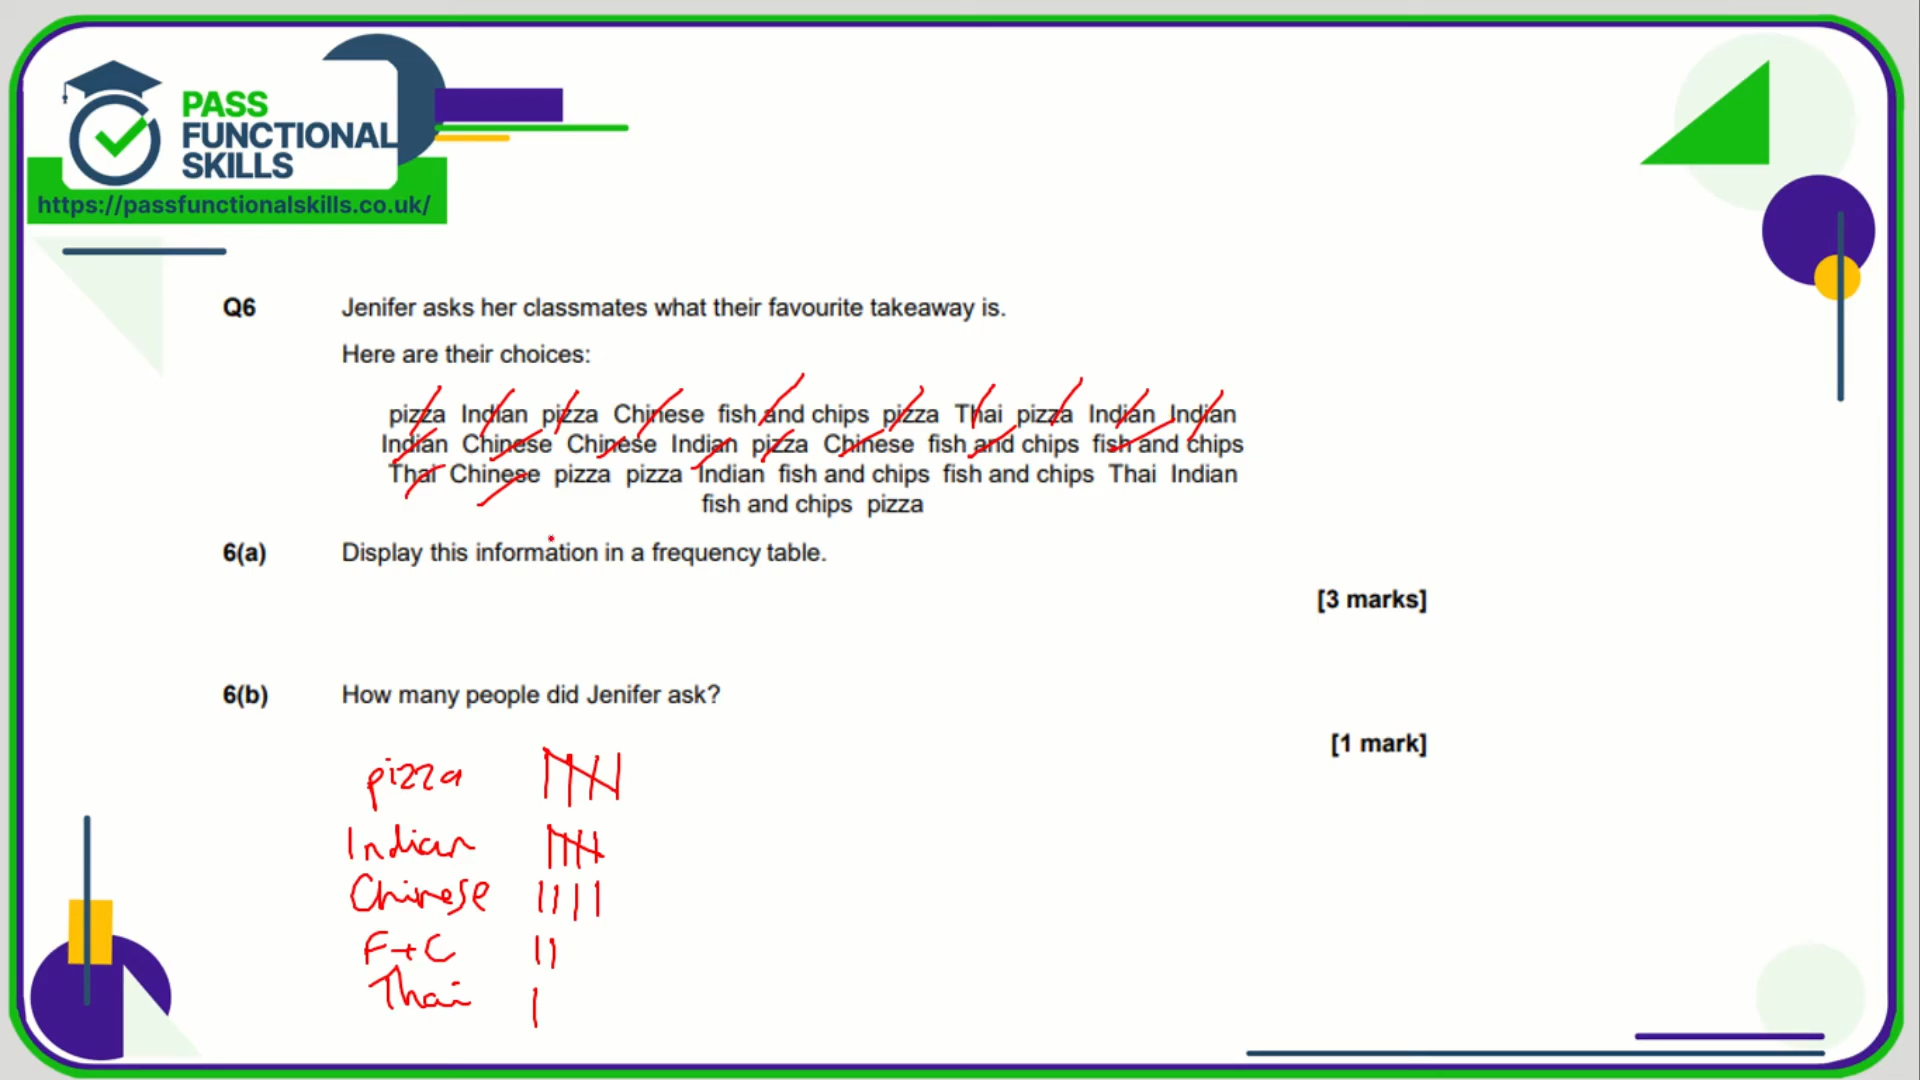 PASS
FUNCTIONAL
SKILLS
https://passfunctionalskills.co.uk/
Q6 Jenifer asks her classmates what their favourite takeaway is.
Here are their choices:
pizza Indian pizza Chinese fish and chips pizza Thai pizza Indian Indian
Indian Chinese Chinese Indian pizza Chinese fish and chips fish and chips
Thai Chinese pizza pizza Indian fish and chips fish and chips Thai Indian
fish and chips pizza
6(a) Display this information in a frequency table.
[3 marks]
6(b) How many people did Jenifer ask?
[1 mark]
pizza
Indian
Chinese
F+C
Thai